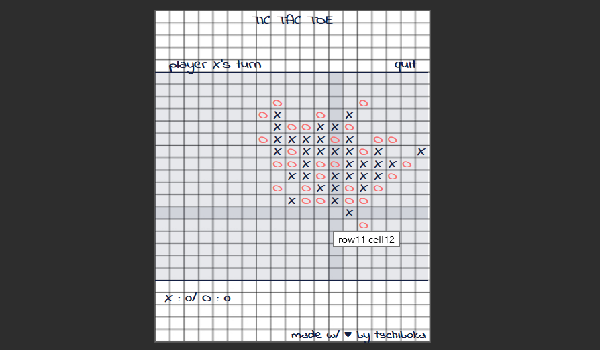 TIC TAC TOE
player X's turn
quit
row11 cell12
X : 0/ O : 0
made w/ ♥ by tschiboka